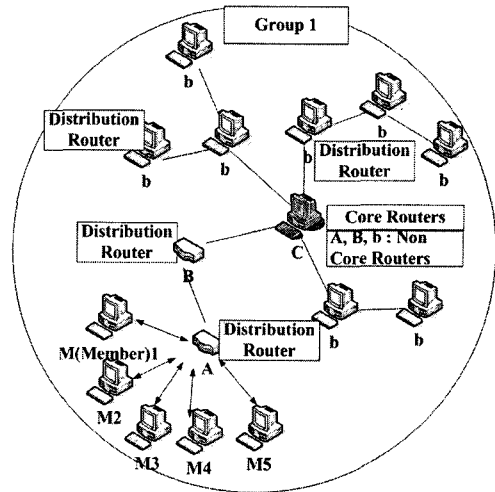 Group 1
b
Distribution
Router
b
b
b
b
b
Distribution
Router
Core Routers
A, B, b : Non
Core Routers
C
Distribution
Router
B
b
b
Distribution
Router
A
M(Member)1
M2
M3
M4
M5